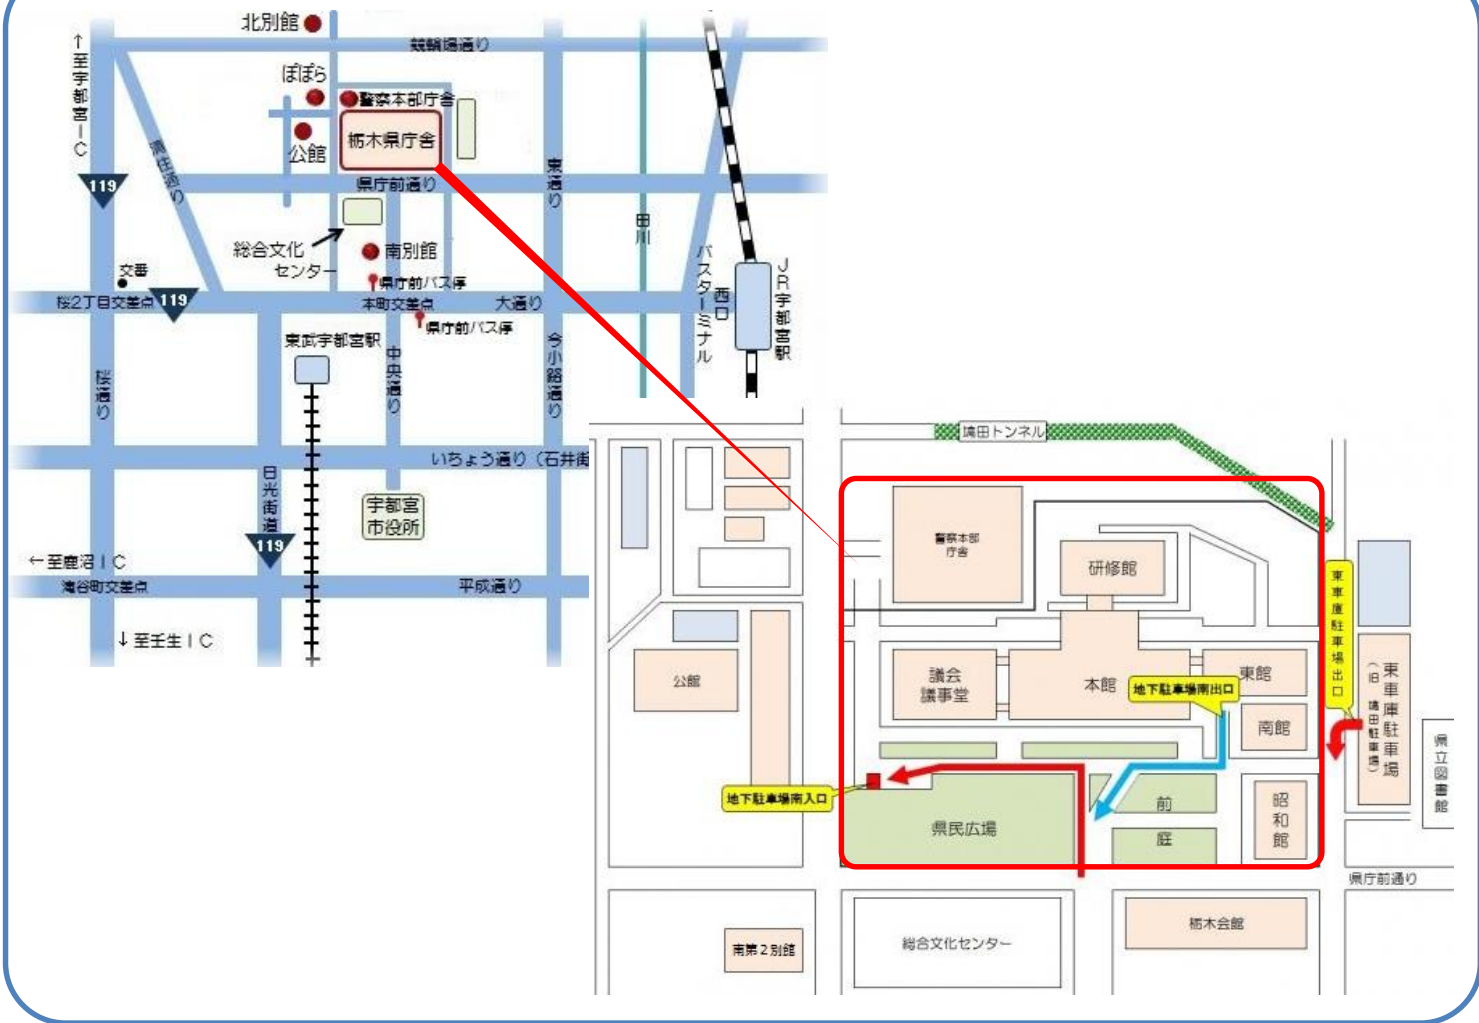 北別館
競輪場通り
↑至宇都宮IC
ぽぽら
警察本部庁舎
栃木県庁舎
公館
清住通り
東通り
119
県庁前通り
田川
総合文化
センター
南別館
交番
県庁前バス停
バスターミナル
西口
JR宇都宮駅
桜2丁目交差点
119
本町交差点
大通り
県庁前バス停
東武宇都宮駅
中央通り
今小路通り
桜通り
いちょう通り（石井街
日光街道
宇都宮
市役所
119
←至鹿沼IC
滝谷町交差点
平成通り
↓至壬生IC
塙田トンネル
警察本部
庁舎
研修館
東車庫駐車場出口
公館
議会
議事堂
本館
地下駐車場南出口
東館
南館
東車庫駐車場
（旧 塙田駐車場）
県立図書館
地下駐車場南入口
県民広場
前
庭
昭和館
県庁前通り
南第２別館
総合文化センター
栃木会館